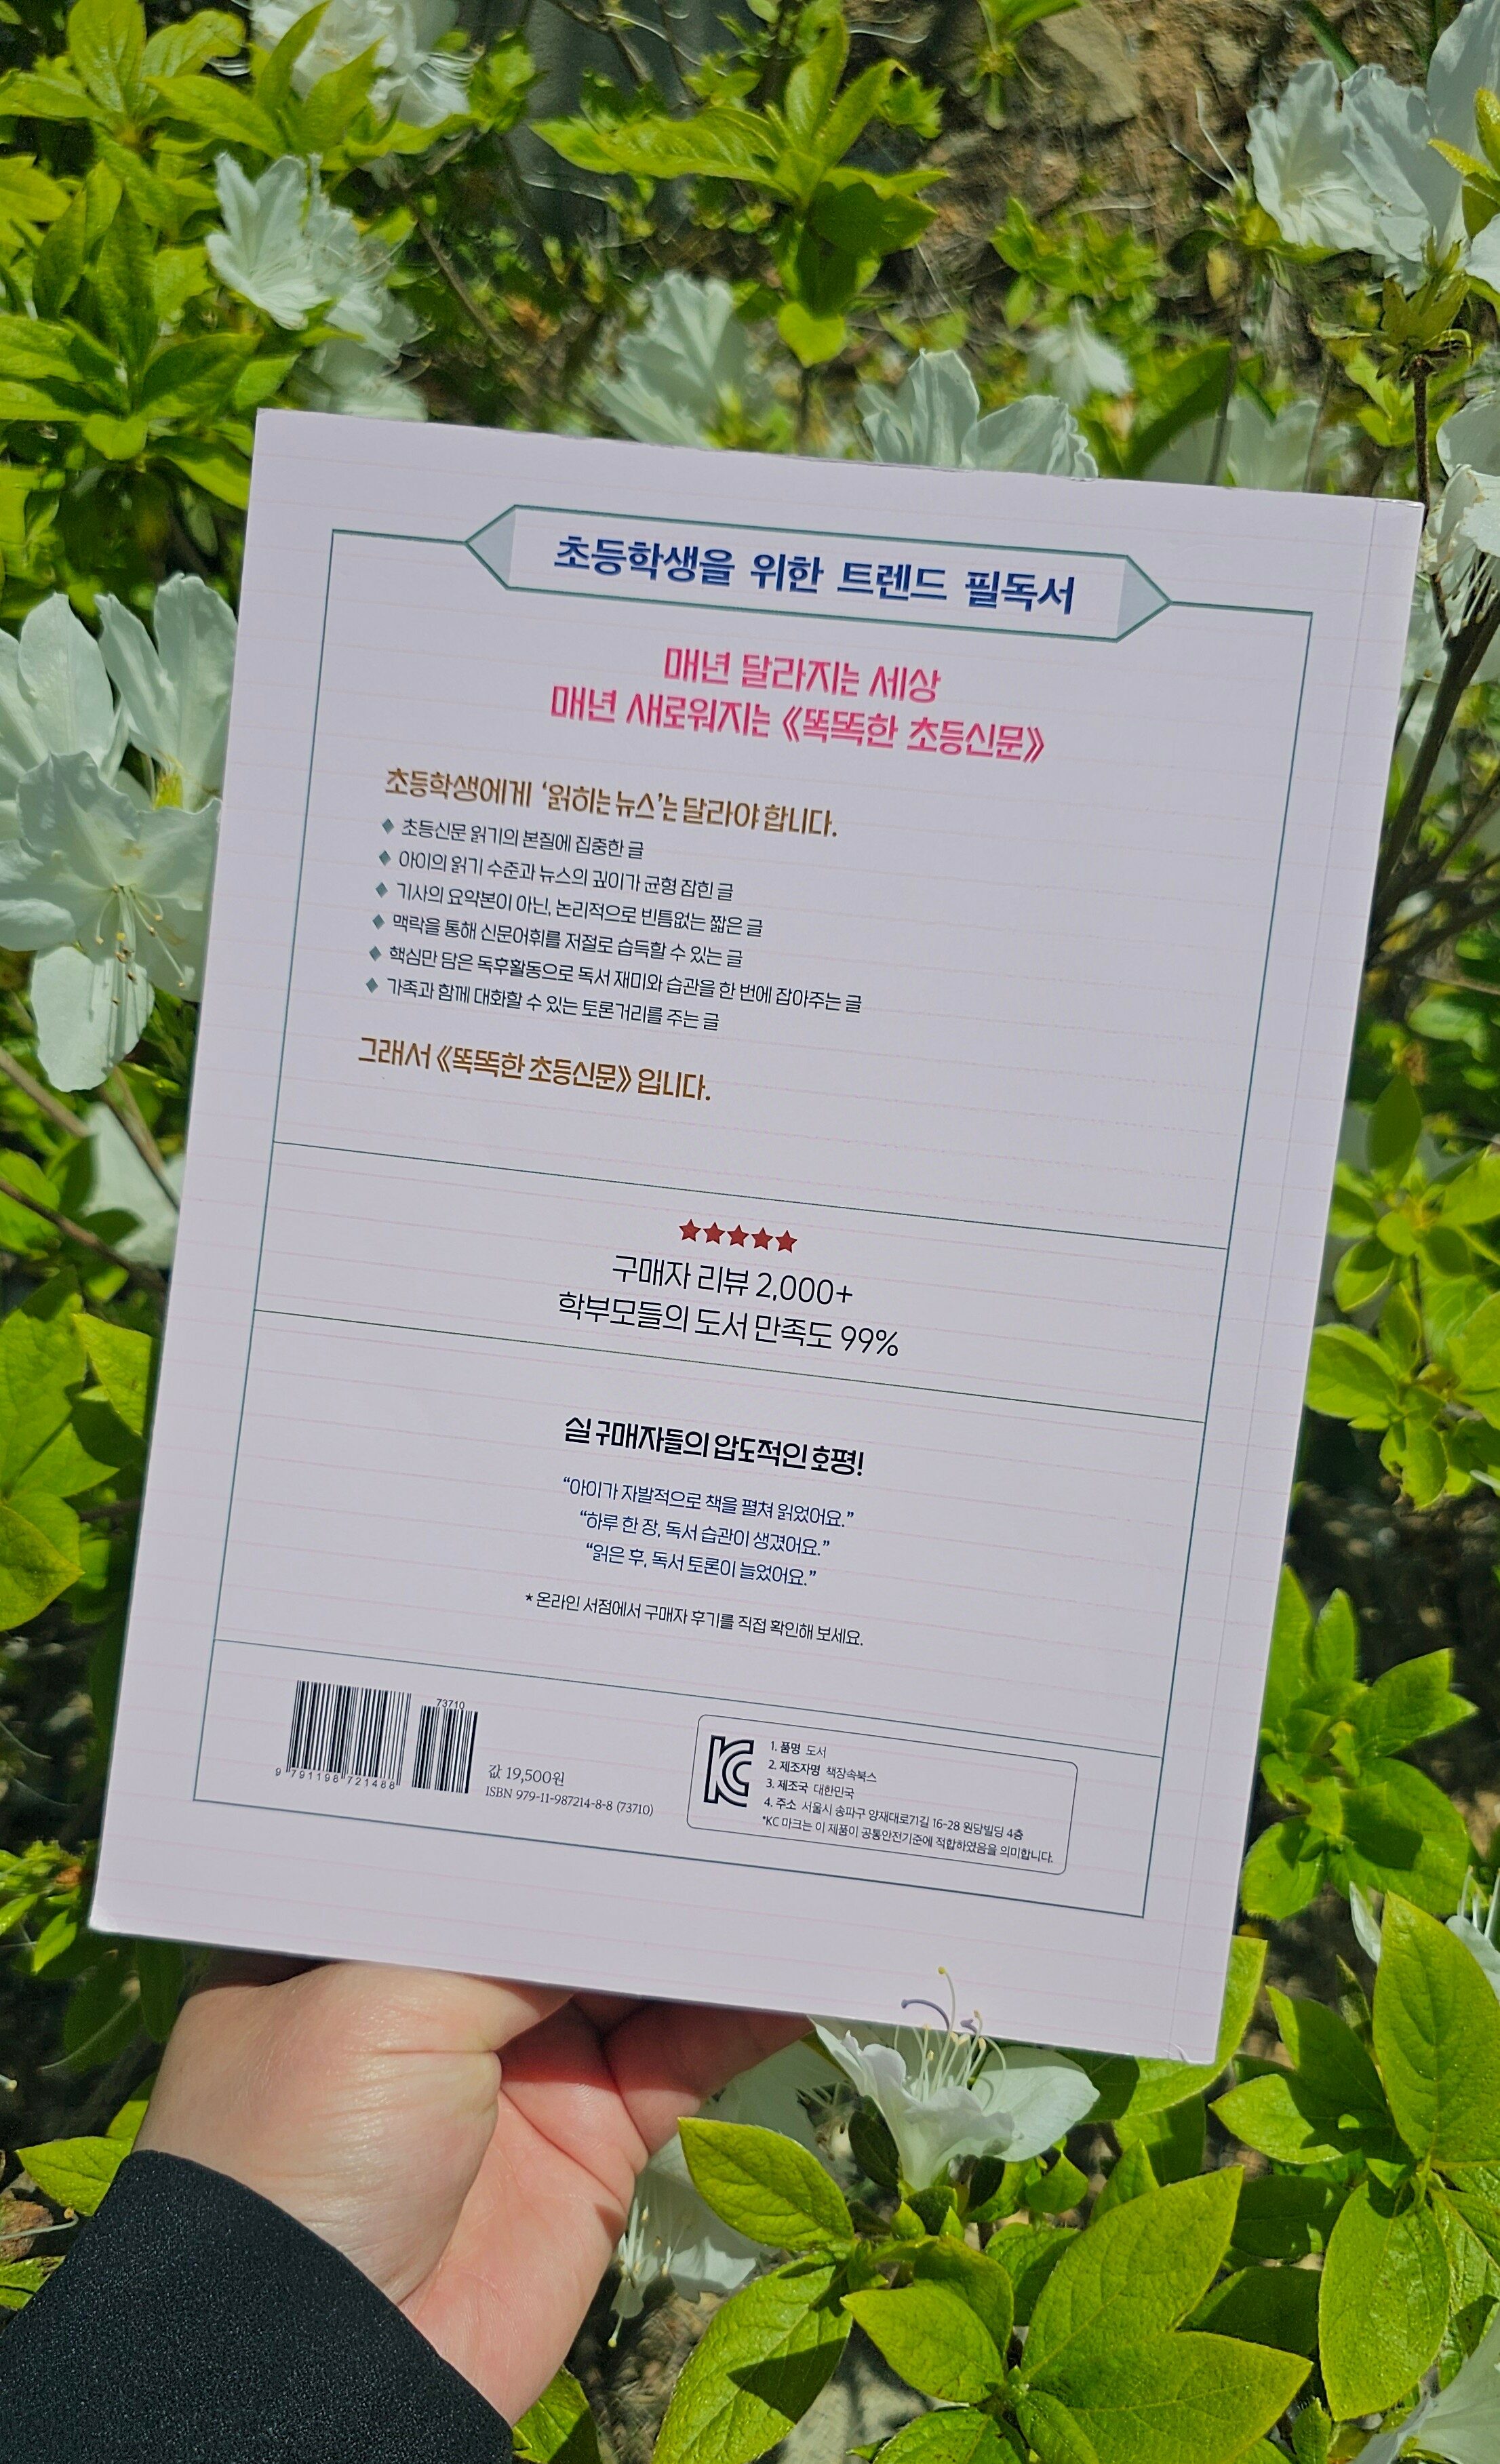 초등학생을 위한 트렌드 필독서
매년 달라지는 세상
매년 새로워지는 《똑똑한 초등신문》
초등학생에게 ‘읽히는 뉴스’는 달라야 합니다.
◆ 초등신문 읽기의 본질에 집중한 글
◆ 아이의 읽기 수준과 뉴스의 깊이가 균형 잡힌 글
◆ 기사의 요약본이 아닌, 논리적으로 빈틈없는 짧은 글
◆ 맥락을 통해 신문어휘를 저절로 습득할 수 있는 글
◆ 핵심만 담은 독후활동으로 독서 재미와 습관을 한 번에 잡아주는 글
◆ 가족과 함께 대화할 수 있는 토론거리를 주는 글
그래서 《똑똑한 초등신문》 입니다.
★★★★★
구매자 리뷰 2,000+
학부모들의 도서 만족도 99%
실구매자들의 압도적인 호평!
“아이가 자발적으로 책을 펼쳐 읽었어요.”
“하루 한 장, 독서 습관이 생겼어요.”
“읽은 후, 독서 토론이 늘었어요.”
* 온라인 서점에서 구매자 후기를 직접 확인해 보세요.
73710
9 791198 721488
값 19,500원
ISBN 979-11-987214-8-8 (73710)
KC
1. 품명 도서
2. 제조자명 책장속북스
3. 제조국 대한민국
4. 주소 서울시 송파구 양재대로71길 16-28 원당빌딩 4층
*KC 마크는 이 제품이 공통안전기준에 적합하였음을 의미합니다.